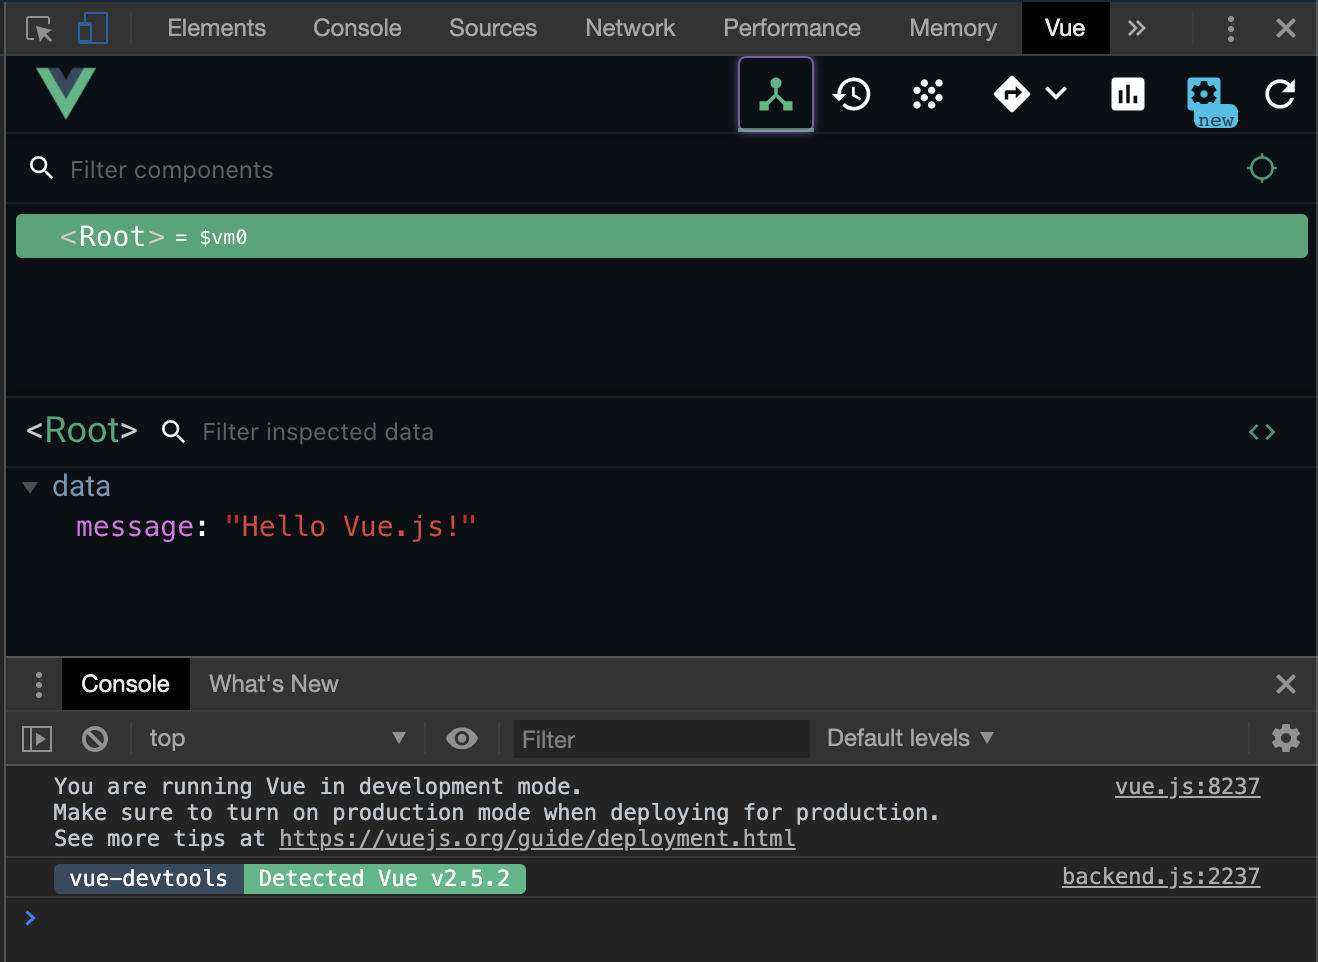 Elements Console Sources Network Performance Memory Vue
new
Filter components
<Root> = $vm0
<Root> Filter inspected data
data
message: "Hello Vue.js!"
Console What's New
top Filter Default levels
You are running Vue in development mode. vue.js:8237
Make sure to turn on production mode when deploying for production.
See more tips at https://vuejs.org/guide/deployment.html
vue-devtools Detected Vue v2.5.2 backend.js:2237